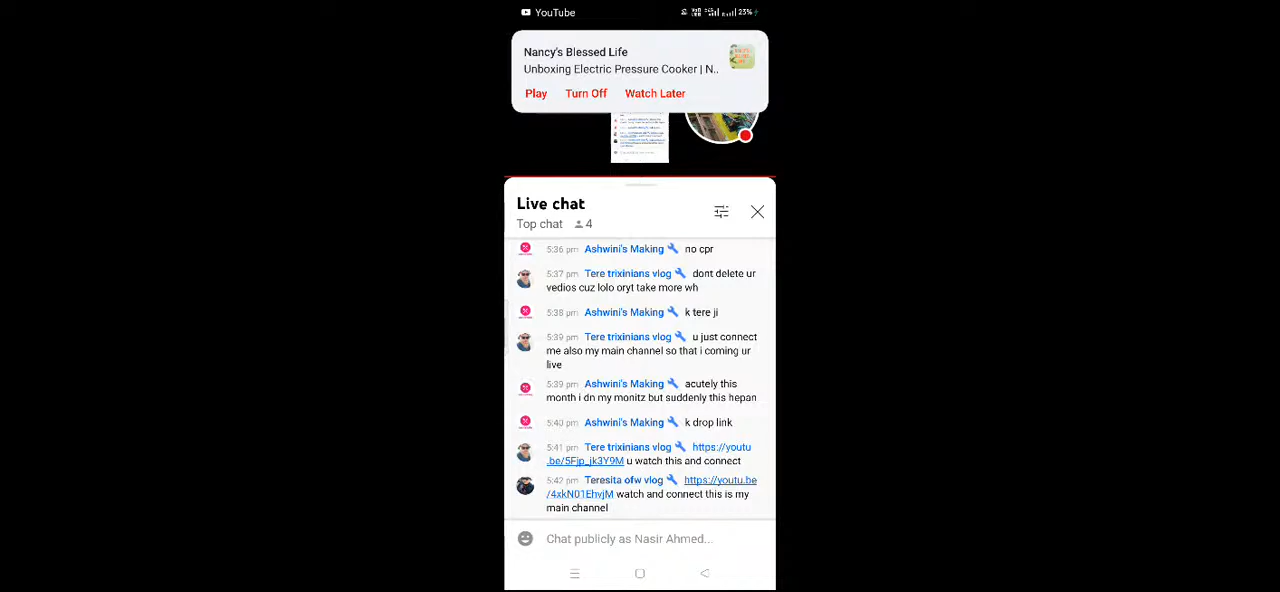 YouTube
23%
Nancy's Blessed Life
Unboxing Electric Pressure Cooker | N..
Play Turn Off Watch Later
Live chat
Top chat 4
5:36 pm Ashwini's Making no cpr
5:37 pm Tere trixinians vlog dont delete ur
vedios cuz lolo oryt take more wh
5:38 pm Ashwini's Making k tere ji
5:39 pm Tere trixinians vlog u just connect
me also my main channel so that i coming ur
live
5:39 pm Ashwini's Making acutely this
month i dn my monitz but suddenly this hepan
5:40 pm Ashwini's Making k drop link
5:41 pm Tere trixinians vlog https://youtu
.be/5Fjp_jk3Y9M u watch this and connect
5:42 pm Teresita ofw vlog https://youtu.be
/4xkN01EhvjM watch and connect this is my
main channel
Chat publicly as Nasir Ahmed...